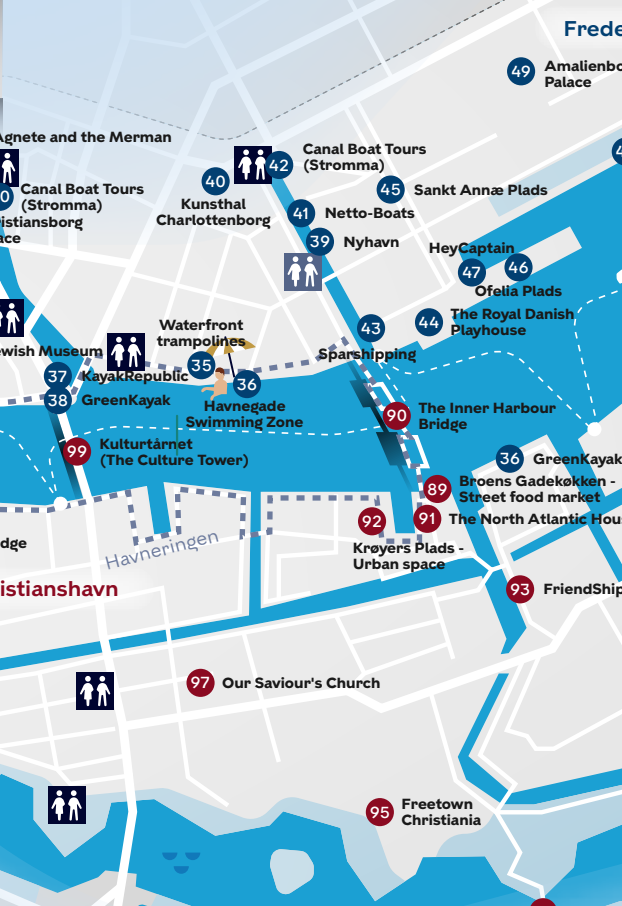 Frede
49
Amalienbo
Palace
Agnete and the Merman
Canal Boat Tours
(Stromma)
42
40
Kunsthal
Charlottenborg
45
Sankt Annæ Plads
0
Canal Boat Tours
(Stromma)
ristiansborg
ace
41
Netto-Boats
39
Nyhavn
HeyCaptain
47
46
Ofelia Plads
44
The Royal Danish
Playhouse
43
Sparshipping
Waterfront
trampolines
35
36
Havnegade
Swimming Zone
ewish Museum
37
KayakRepublic
38
GreenKayak
99
Kulturtårnet
(The Culture Tower)
90
The Inner Harbour
Bridge
36
GreenKayak
89
Broens Gadekøkken -
Street food market
91
The North Atlantic Hou
92
Krøyers Plads -
Urban space
Havneringen
dge
istianshavn
93
FriendShip
97
Our Saviour's Church
95
Freetown
Christiania